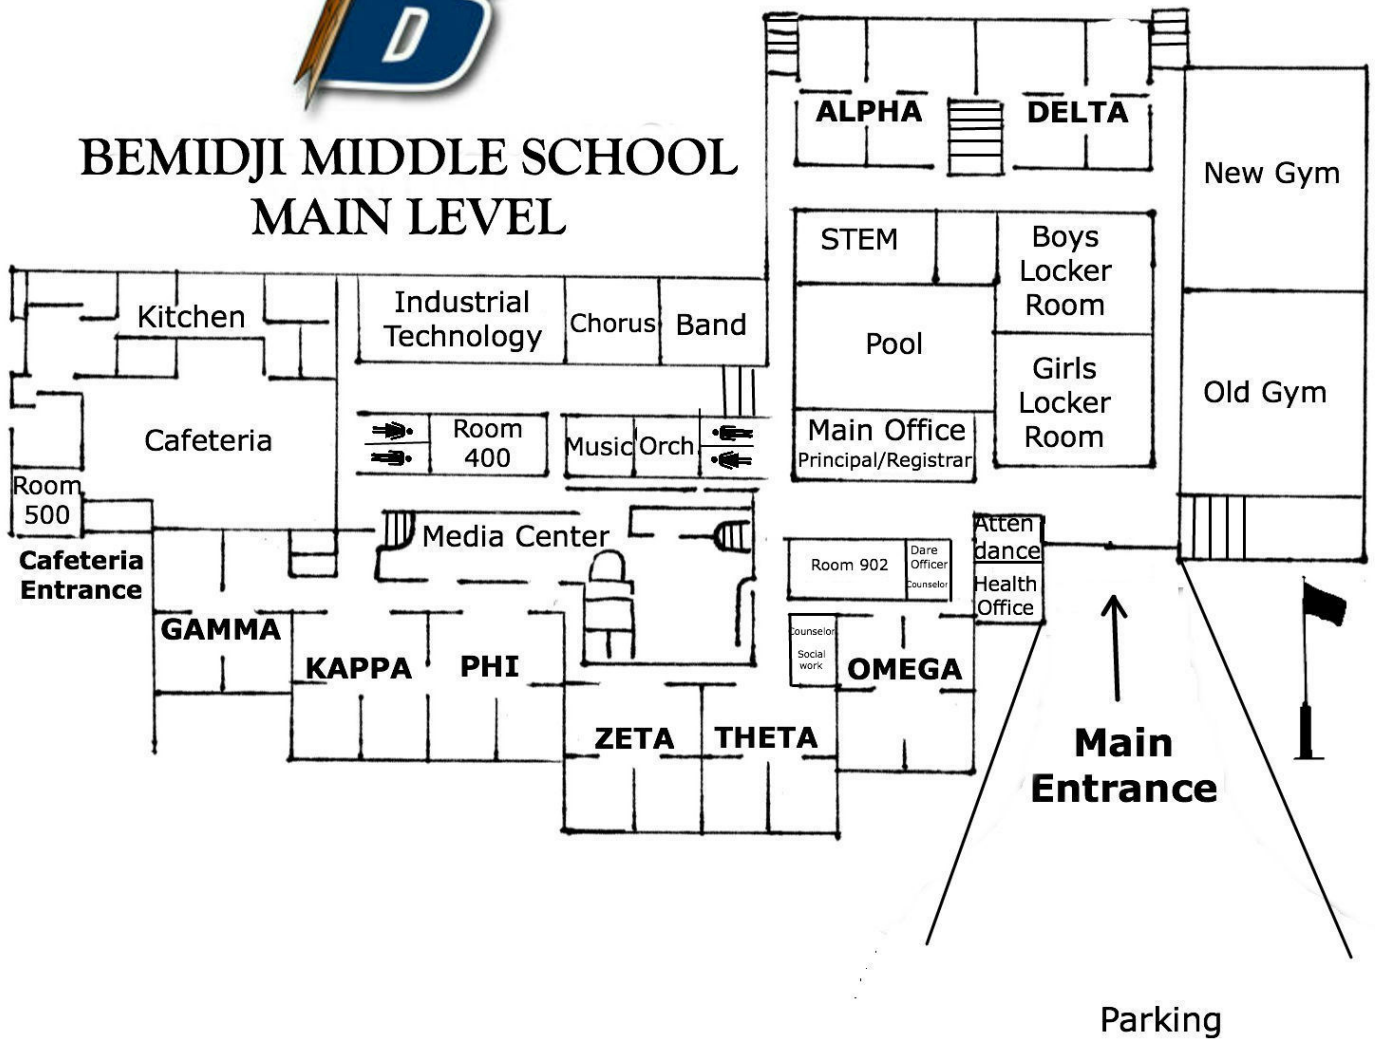 D
BEMIDJI MIDDLE SCHOOL
MAIN LEVEL
ALPHA
DELTA
New Gym
STEM
Boys
Locker
Room
Kitchen
Industrial
Technology
Chorus
Band
Pool
Girls
Locker
Room
Old Gym
Cafeteria
Room
400
Music
Orch
Main Office
Principal/Registrar
Room
500
Media Center
Atten
dance
Cafeteria
Entrance
Room 902
Dare
Officer
Counselor
Health
Office
GAMMA
KAPPA
PHI
Counselor
Social
work
OMEGA
ZETA
THETA
Main
Entrance
Parking